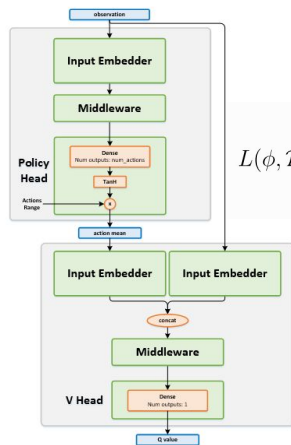 observation
Input Embedder
Middleware
Policy
Head
Dense
Num outputs: num_actions
TanH
Actions
Range
x
action mean
L(ϕ,
Input Embedder
Input Embedder
concat
Middleware
V Head
Dense
Num outputs: 1
Q value